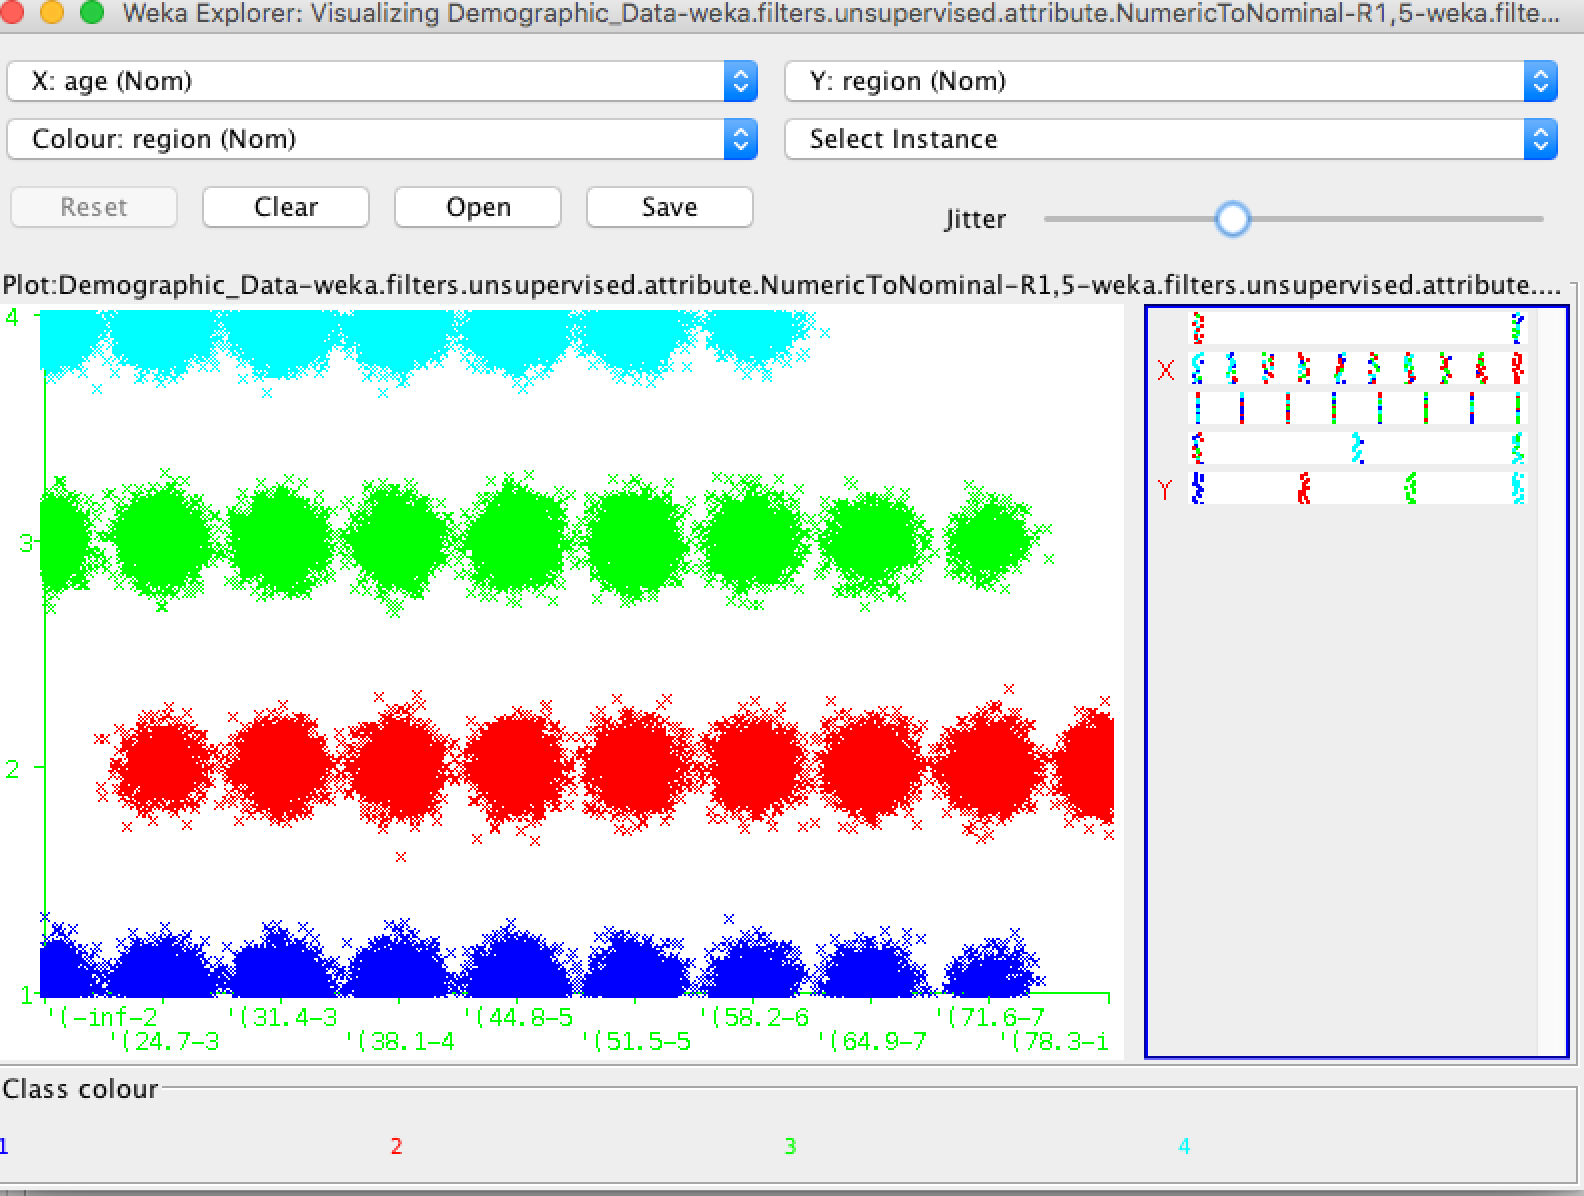 Weka Explorer: Visualizing Demographic_Data-weka.filters.unsupervised.attribute.NumericToNominal-R1,5-weka.filte...
X: age (Nom)
Y: region (Nom)
Colour: region (Nom)
Select Instance
Reset
Clear
Open
Save
Jitter
Plot:Demographic_Data-weka.filters.unsupervised.attribute.NumericToNominal-R1,5-weka.filters.unsupervised.attribute....
4
3
2
1
X
Y
'(-inf-2
'(31.4-3
'(44.8-5
'(58.2-6
'(71.6-7
'(24.7-3
'(38.1-4
'(51.5-5
'(64.9-7
'(78.3-i
Class colour
1
2
3
4